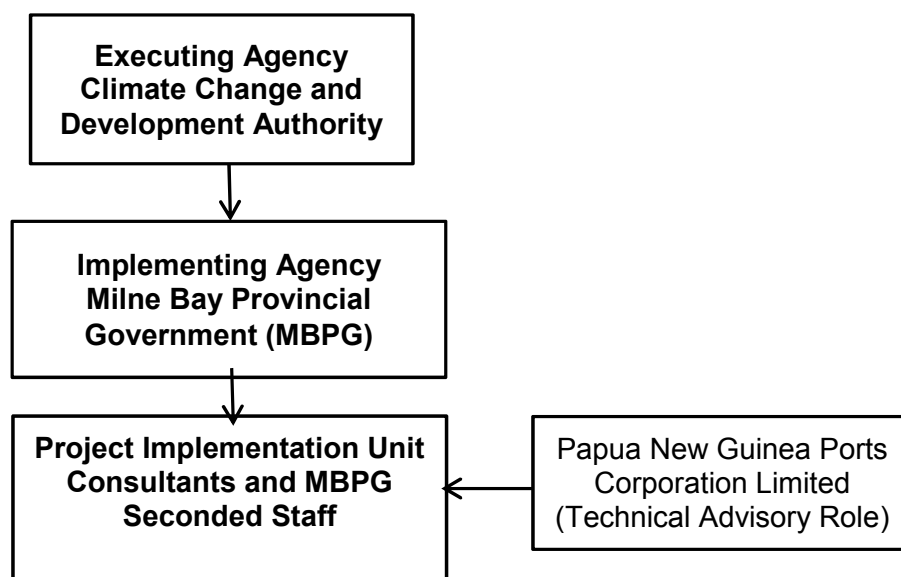 Executing Agency
Climate Change and
Development Authority
Implementing Agency
Milne Bay Provincial
Government (MBPG)
Project Implementation Unit
Consultants and MBPG
Seconded Staff
Papua New Guinea Ports
Corporation Limited
(Technical Advisory Role)